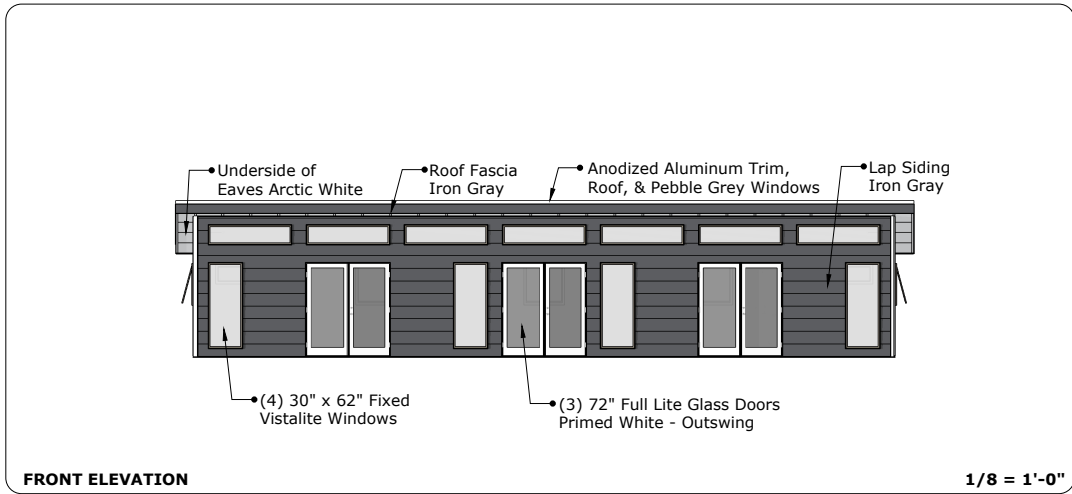 Underside of
Eaves Arctic White
Roof Fascia
Iron Gray
Anodized Aluminum Trim,
Roof, & Pebble Grey Windows
Lap Siding
Iron Gray
(4) 30" x 62" Fixed
Vistalite Windows
(3) 72" Full Lite Glass Doors
Primed White - Outswing
FRONT ELEVATION
1/8 = 1'-0"